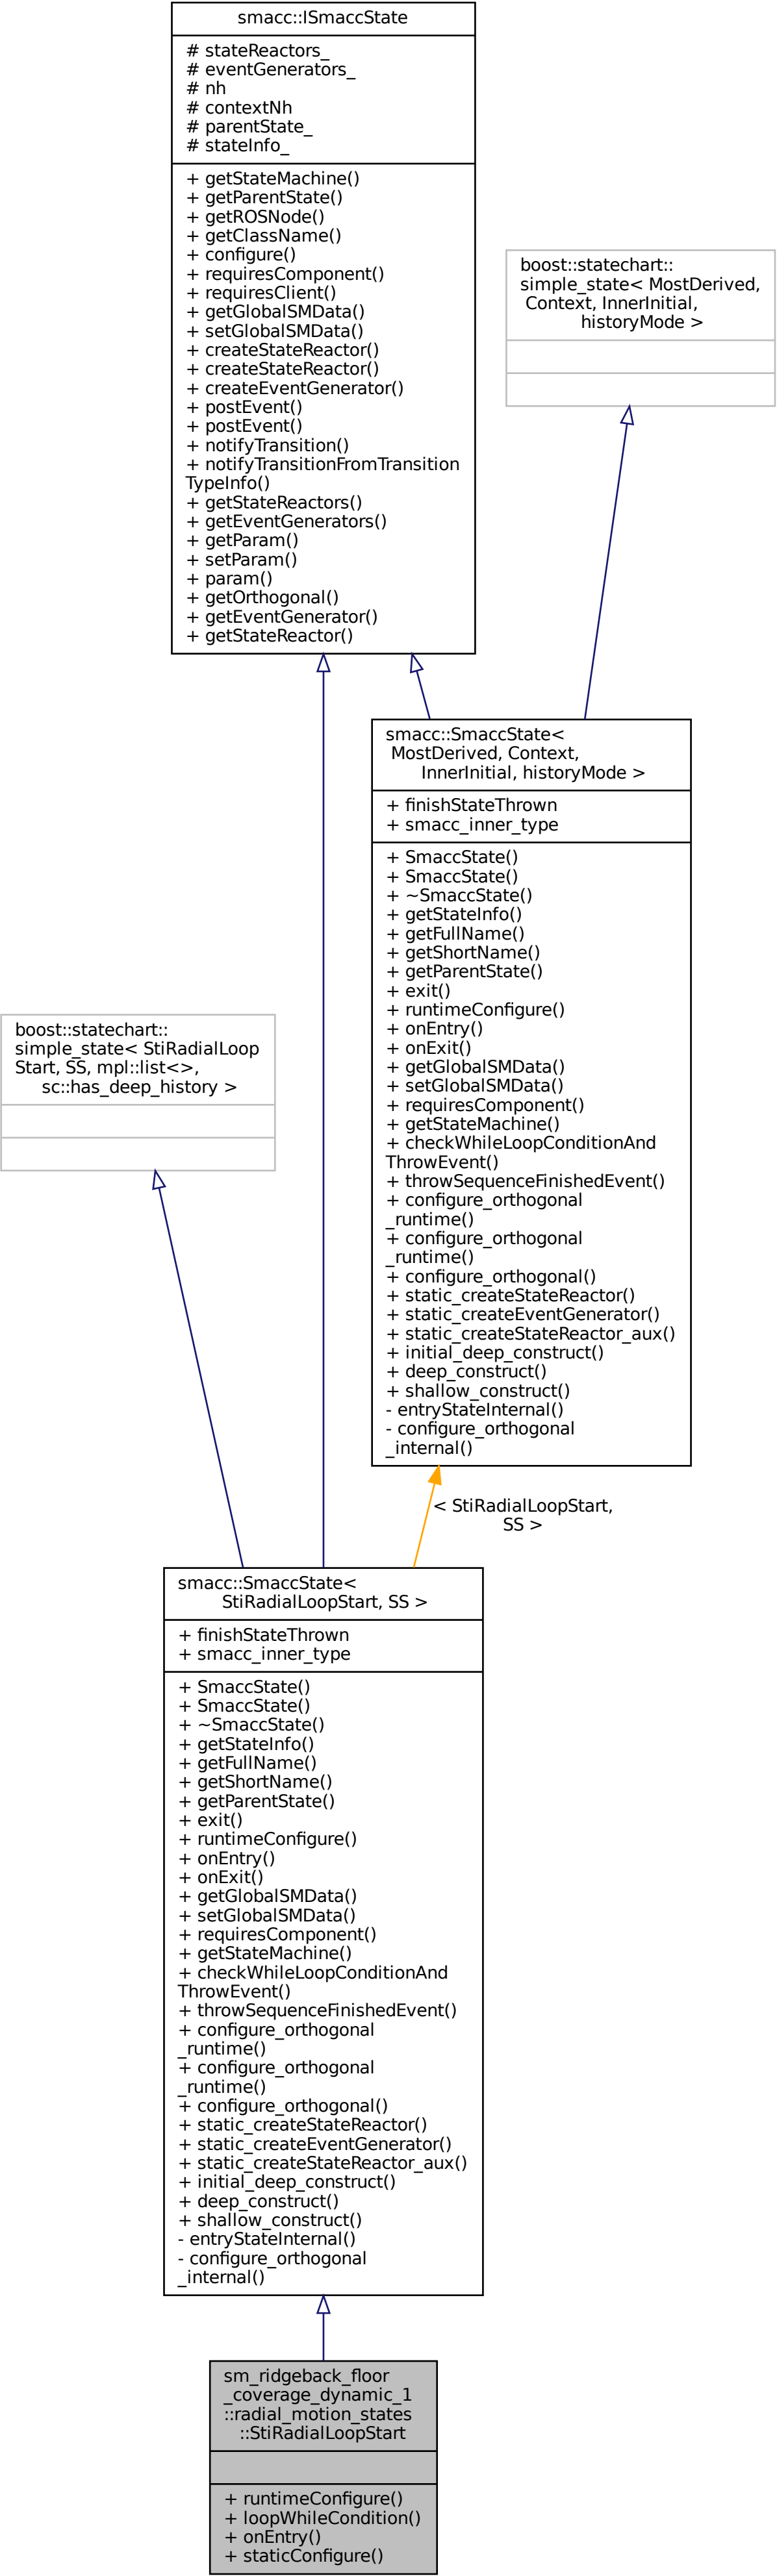 smacc::ISmaccState
# stateReactors_
# eventGenerators_
# nh
# contextNh
# parentState_
# stateInfo_
+ getStateMachine()
+ getParentState()
+ getROSNode()
+ getClassName()
+ configure()
+ requiresComponent()
+ requiresClient()
+ getGlobalSMData()
+ setGlobalSMData()
+ createStateReactor()
+ createStateReactor()
+ createEventGenerator()
+ postEvent()
+ postEvent()
+ notifyTransition()
+ notifyTransitionFromTransition
TypeInfo()
+ getStateReactors()
+ getEventGenerators()
+ getParam()
+ setParam()
+ param()
+ getOrthogonal()
+ getEventGenerator()
+ getStateReactor()
boost::statechart::
simple_state< MostDerived,
Context, InnerInitial,
historyMode >
smacc::SmaccState<
MostDerived, Context,
InnerInitial, historyMode >
+ finishStateThrown
+ smacc_inner_type
+ SmaccState()
+ SmaccState()
+ ~SmaccState()
+ getStateInfo()
+ getFullName()
+ getShortName()
+ getParentState()
+ exit()
+ runtimeConfigure()
+ onEntry()
+ onExit()
+ getGlobalSMData()
+ setGlobalSMData()
+ requiresComponent()
+ getStateMachine()
+ checkWhileLoopConditionAnd
ThrowEvent()
+ throwSequenceFinishedEvent()
+ configure_orthogonal
_runtime()
+ configure_orthogonal
_runtime()
+ configure_orthogonal()
+ static_createStateReactor()
+ static_createEventGenerator()
+ static_createStateReactor_aux()
+ initial_deep_construct()
+ deep_construct()
+ shallow_construct()
- entryStateInternal()
- configure_orthogonal
_internal()
boost::statechart::
simple_state< StiRadialLoop
Start, SS, mpl::list<>,
sc::has_deep_history >
< StiRadialLoopStart,
SS >
smacc::SmaccState<
StiRadialLoopStart, SS >
+ finishStateThrown
+ smacc_inner_type
+ SmaccState()
+ SmaccState()
+ ~SmaccState()
+ getStateInfo()
+ getFullName()
+ getShortName()
+ getParentState()
+ exit()
+ runtimeConfigure()
+ onEntry()
+ onExit()
+ getGlobalSMData()
+ setGlobalSMData()
+ requiresComponent()
+ getStateMachine()
+ checkWhileLoopConditionAnd
ThrowEvent()
+ throwSequenceFinishedEvent()
+ configure_orthogonal
_runtime()
+ configure_orthogonal
_runtime()
+ configure_orthogonal()
+ static_createStateReactor()
+ static_createEventGenerator()
+ static_createStateReactor_aux()
+ initial_deep_construct()
+ deep_construct()
+ shallow_construct()
- entryStateInternal()
- configure_orthogonal
_internal()
sm_ridgeback_floor
_coverage_dynamic_1
::radial_motion_states
::StiRadialLoopStart
+ runtimeConfigure()
+ loopWhileCondition()
+ onEntry()
+ staticConfigure()